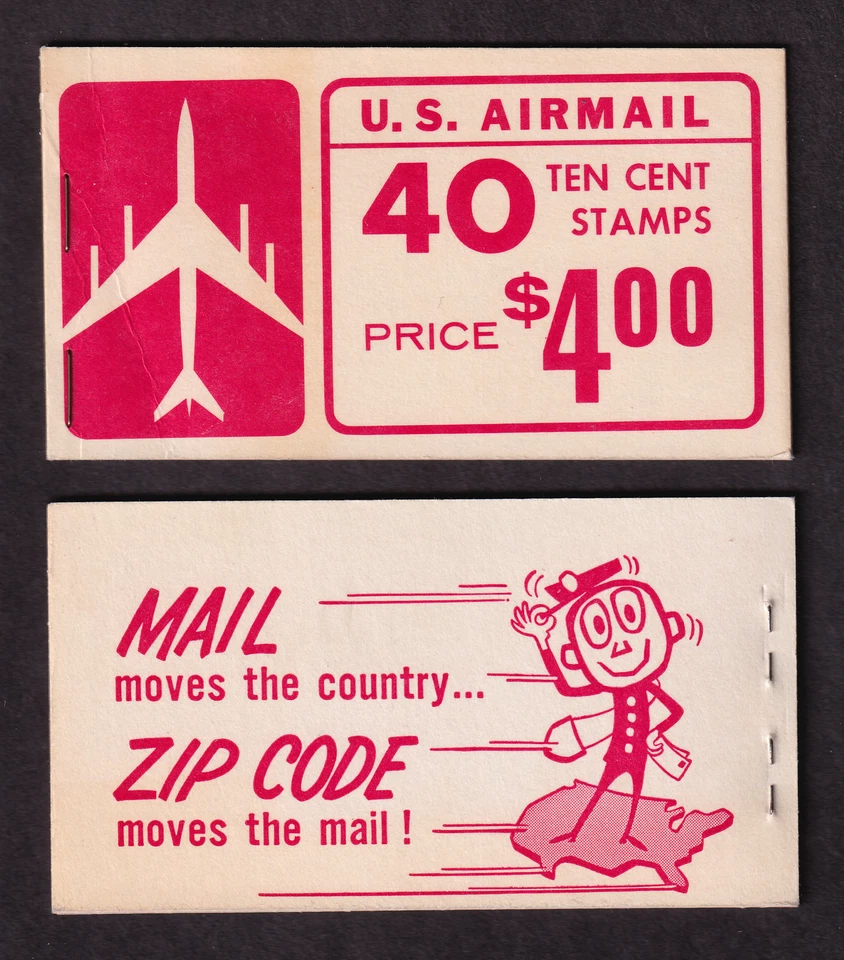 U.S. AIRMAIL
40 TEN CENT
STAMPS
PRICE $4.00
MAIL
moves the country...
ZIP CODE
moves the mail!